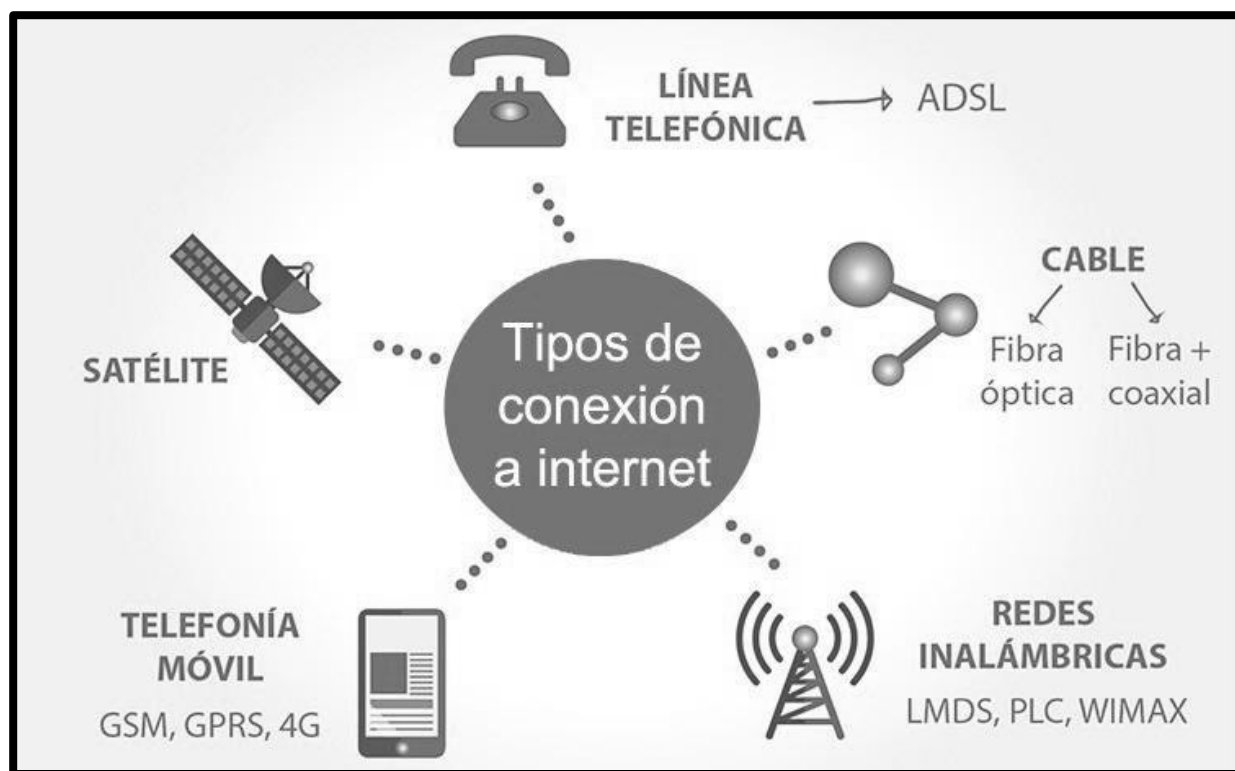 LÍNEA
TELEFÓNICA
ADSL
CABLE
Fibra
óptica
Fibra +
coaxial
SATÉLITE
Tipos de
conexión
a internet
TELEFONÍA
MÓVIL
GSM, GPRS, 4G
REDES
INALÁMBRICAS
LMDS, PLC, WIMAX